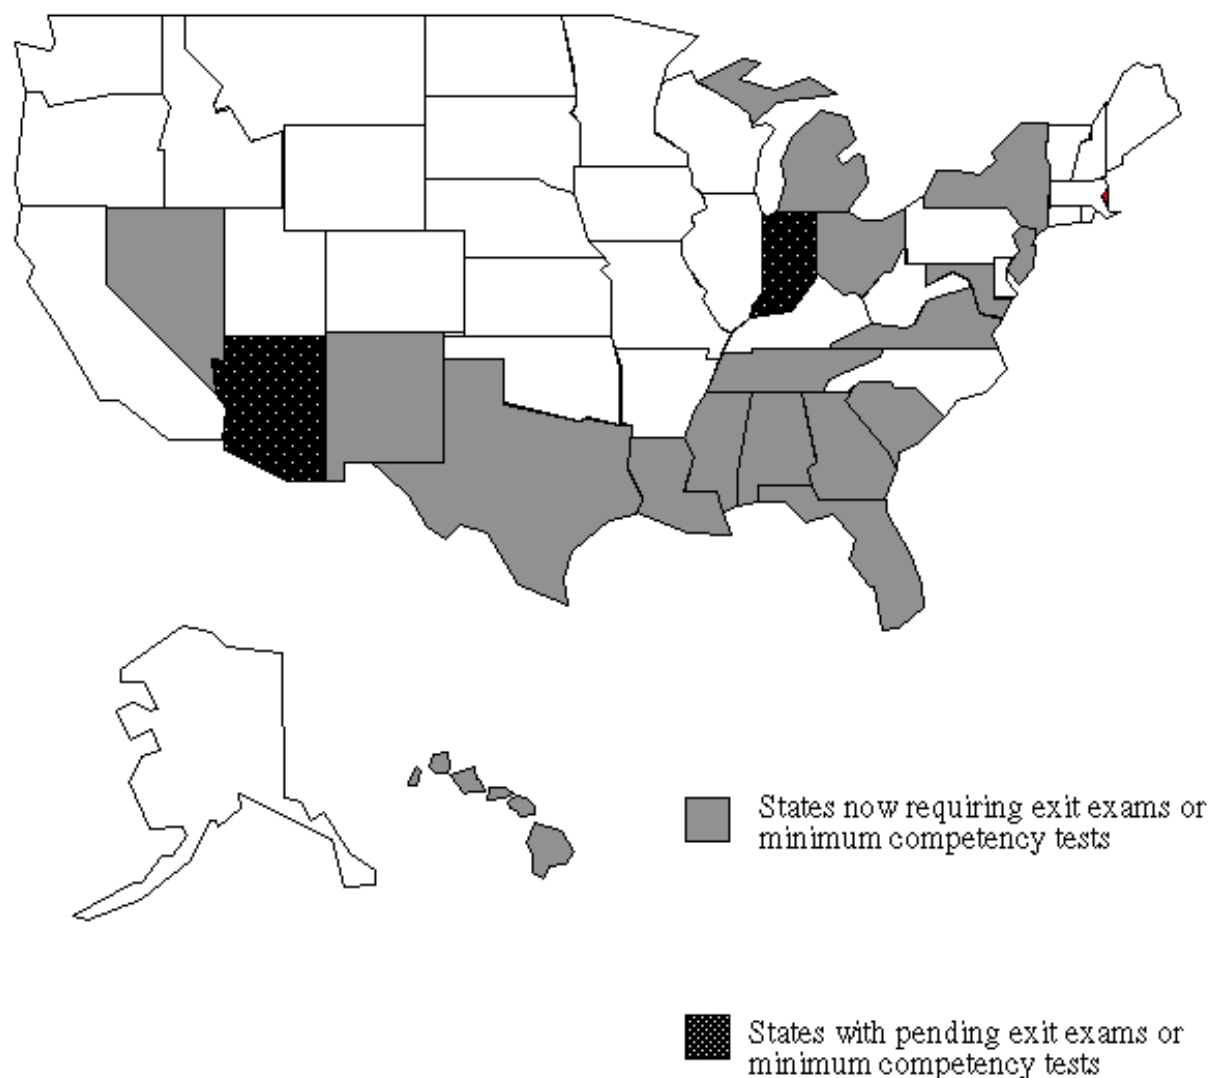 States now requiring exit exams or
minimum competency tests
States with pending exit exams or
minimum competency tests